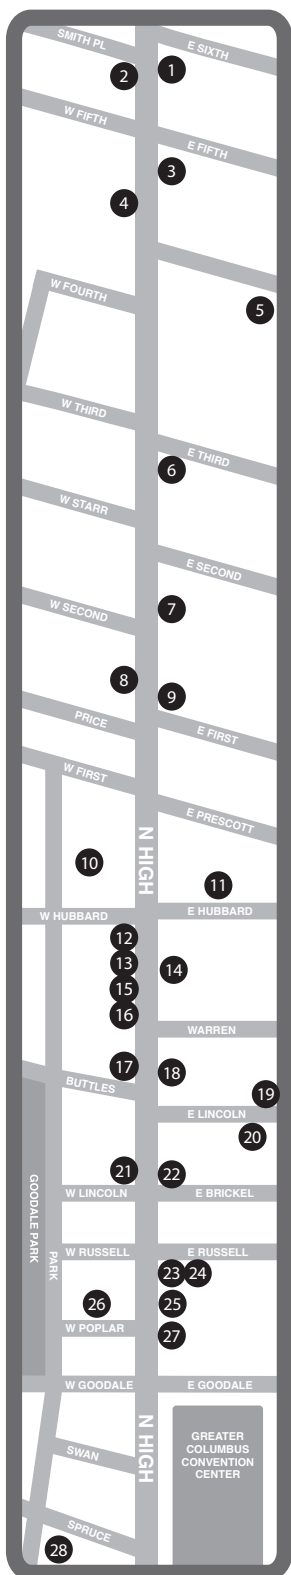 SMITH PL
E SIXTH
1
2
W FIFTH
E FIFTH
3
4
W FOURTH
5
W THIRD
E THIRD
6
W STARR
E SECOND
W SECOND
7
8
9
PRICE
E FIRST
W FIRST
E PRESCOTT
N HIGH
10
11
W HUBBARD
E HUBBARD
12
13
14
15
16
WARREN
17
18
BUTTLES
19
E LINCOLN
20
21
22
W LINCOLN
E BRICKEL
GOODALE PARK
PARK
W RUSSELL
E RUSSELL
23
24
26
25
W POPLAR
27
W GOODALE
E GOODALE
N HIGH
GREATER
COLUMBUS
CONVENTION
CENTER
SWAN
SPRUCE
28